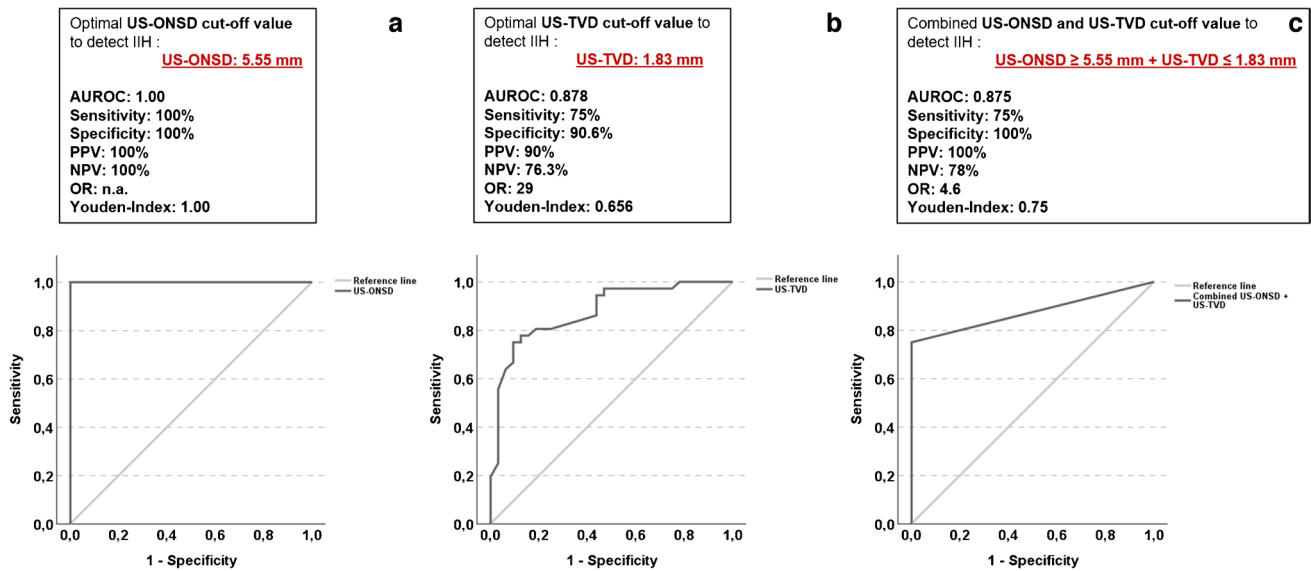 Optimal US-ONSD cut-off value
to detect IIH :
US-ONSD: 5.55 mm
AUROC: 1.00
Sensitivity: 100%
Specificity: 100%
PPV: 100%
NPV: 100%
OR: n.a.
Youden-Index: 1.00
a
1,0
0,8
0,6
0,4
0,2
0,0
Sensitivity
0,0 0,2 0,4 0,6 0,8 1,0
1 - Specificity
Reference line
US-ONSD
Optimal US-TVD cut-off value to
detect IIH :
US-TVD: 1.83 mm
AUROC: 0.878
Sensitivity: 75%
Specificity: 90.6%
PPV: 90%
NPV: 76.3%
OR: 29
Youden-Index: 0.656
b
1,0
0,8
0,6
0,4
0,2
0,0
Sensitivity
0,0 0,2 0,4 0,6 0,8 1,0
1 - Specificity
Reference line
US-TVD
Combined US-ONSD and US-TVD cut-off value to
detect IIH :
US-ONSD ≥ 5.55 mm + US-TVD ≤ 1.83 mm
AUROC: 0.875
Sensitivity: 75%
Specificity: 100%
PPV: 100%
NPV: 78%
OR: 4.6
Youden-Index: 0.75
c
1,0
0,8
0,6
0,4
0,2
0,0
Sensitivity
0,0 0,2 0,4 0,6 0,8 1,0
1 - Specificity
Reference line
Combined US-ONSD +
US-TVD